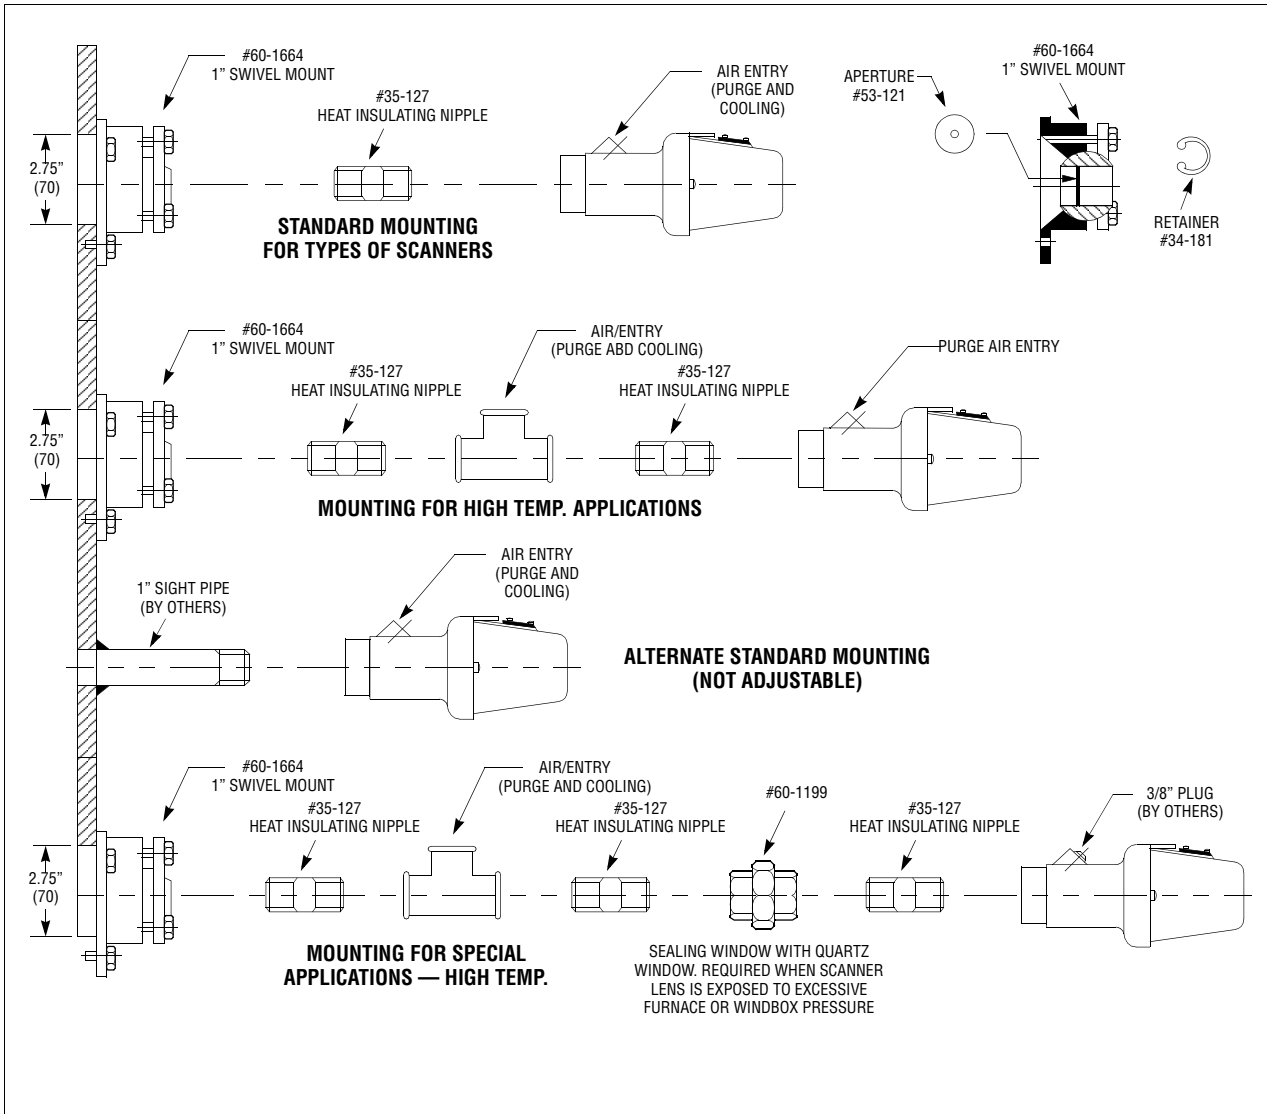 #60-1664
1” SWIVEL MOUNT
#35-127
HEAT INSULATING NIPPLE
AIR ENTRY
(PURGE AND
COOLING)
2.75”
(70)
STANDARD MOUNTING
FOR TYPES OF SCANNERS
APERTURE
#53-121
#60-1664
1” SWIVEL MOUNT
RETAINER
#34-181
#60-1664
1” SWIVEL MOUNT
#35-127
HEAT INSULATING NIPPLE
AIR/ENTRY
(PURGE ABD COOLING)
#35-127
HEAT INSULATING NIPPLE
PURGE AIR ENTRY
2.75”
(70)
MOUNTING FOR HIGH TEMP. APPLICATIONS
1” SIGHT PIPE
(BY OTHERS)
AIR ENTRY
(PURGE AND
COOLING)
ALTERNATE STANDARD MOUNTING
(NOT ADJUSTABLE)
#60-1664
1” SWIVEL MOUNT
#35-127
HEAT INSULATING NIPPLE
AIR/ENTRY
(PURGE AND COOLING)
#35-127
HEAT INSULATING NIPPLE
#60-1199
#35-127
HEAT INSULATING NIPPLE
3/8” PLUG
(BY OTHERS)
2.75”
(70)
MOUNTING FOR SPECIAL
APPLICATIONS — HIGH TEMP.
SEALING WINDOW WITH QUARTZ
WINDOW. REQUIRED WHEN SCANNER
LENS IS EXPOSED TO EXCESSIVE
FURNACE OR WINDBOX PRESSURE